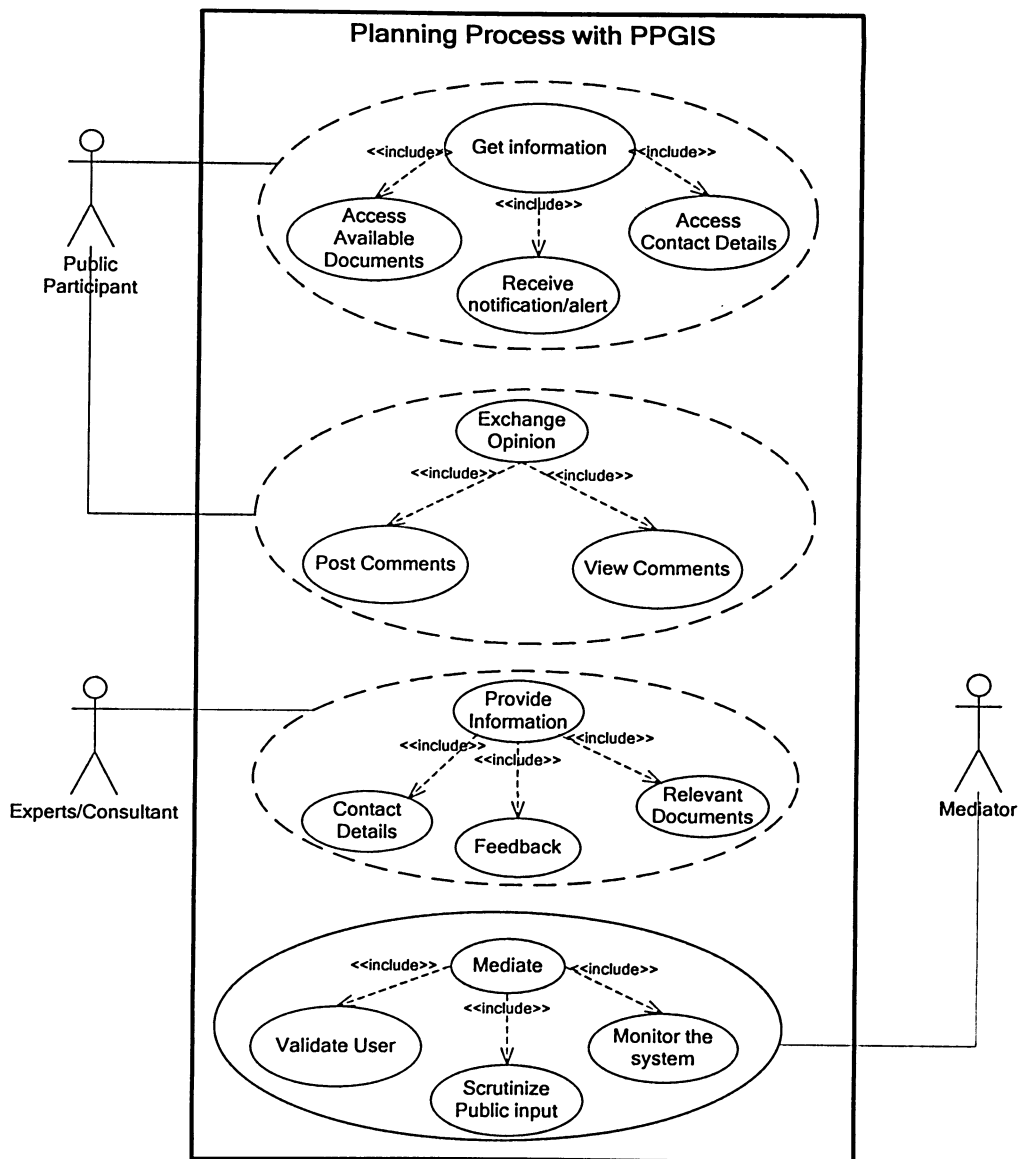 Planning Process with PPGIS
Get information
<<include>>
<<include>>
<<include>>
Access
Available
Documents
Access
Contact Details
Receive
notification/alert
Public
Participant
Exchange
Opinion
<<include>>
<<include>>
Post Comments
View Comments
Provide
Information
<<include>>
<<include>>
<<include>>
Contact
Details
Feedback
Relevant
Documents
Experts/Consultant
Mediator
Mediate
<<include>>
<<include>>
<<include>>
Validate User
Monitor the
system
Scrutinize
Public input